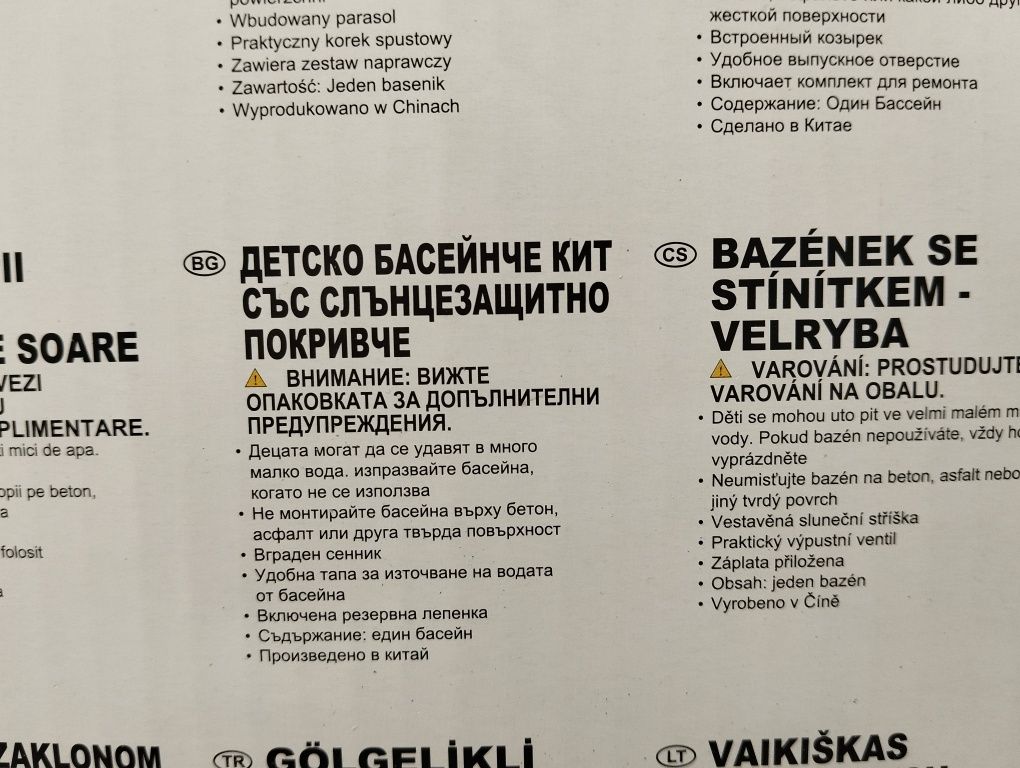 • Wbudowany parasol
• Praktyczny korek spustowy
• Zawiera zestaw naprawczy
• Zawartość: Jeden basenik
• Wyprodukowano w Chinach
жесткой поверхности
• Встроенный козырек
• Удобное выпускное отверстие
• Включает комплект для ремонта
• Содержание: Один Бассейн
• Сделано в Китае
SOARE
PLIMENTARE.
mici de apa.
pe beton,
folosit
BG ДЕТСКО БАСЕЙНЧЕ КИТ
СЪС СЛЪНЦЕЗАЩИТНО
ПОКРИВЧЕ
ВНИМАНИЕ: ВИЖТЕ
ОПАКОВКАТА ЗА ДОПЪЛНИТЕЛНИ
ПРЕДУПРЕЖДЕНИЯ.
• Децата могат да се удавят в много
малко вода. изпразвайте басейна,
когато не се използва
• Не монтирайте басейна върху бетон,
асфалт или друга твърда повърхност
• Вграден сенник
• Удобна тапа за източване на водата
от басейна
• Включена резервна лепенка
• Съдържание: един басейн
• Произведено в китай
CS BAZÉNEK SE
STÍNÍTKEM -
VELRYBA
VAROVÁNÍ: PROSTUDUJTE
VAROVÁNÍ NA OBALU.
• Děti se mohou uto pit ve velmi malém
vody. Pokud bazén nepoužíváte, vždy
vyprázdněte
• Neumisťujte bazén na beton, asfalt nebo
jiný tvrdý povrch
• Vestavěná sluneční stříška
• Praktický výpustní ventil
• Záplata přiložena
• Obsah: jeden bazén
• Vyrobeno v Číně
ZAKLONOM
TR GÖLGELİKLİ
LT VAIKIŠKAS